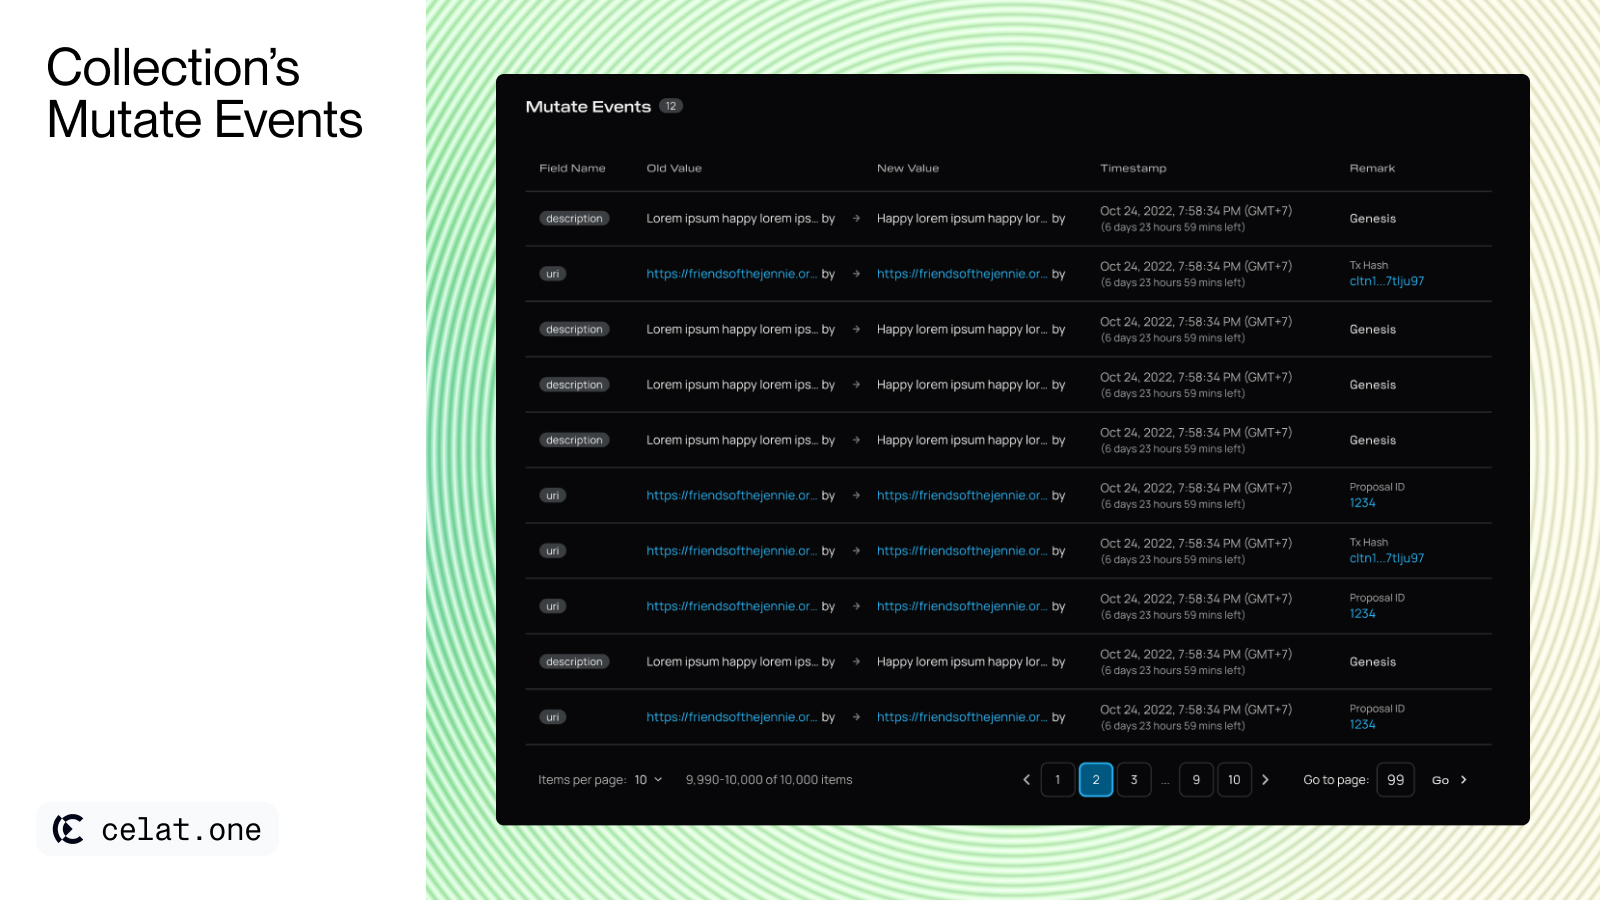 Collection’s
Mutate Events
Mutate Events 12
Field Name Old Value New Value Timestamp Remark
description Lorem ipsum happy lorem ips... by → Happy lorem ipsum happy lor... by Oct 24, 2022, 7:58:34 PM (GMT+7) Genesis
(6 days 23 hours 59 mins left)
uri https://friendsofthejennie.or... by → https://friendsofthejennie.or... by Oct 24, 2022, 7:58:34 PM (GMT+7) Tx Hash
(6 days 23 hours 59 mins left) cltn1...7tlju97
description Lorem ipsum happy lorem ips... by → Happy lorem ipsum happy lor... by Oct 24, 2022, 7:58:34 PM (GMT+7) Genesis
(6 days 23 hours 59 mins left)
description Lorem ipsum happy lorem ips... by → Happy lorem ipsum happy lor... by Oct 24, 2022, 7:58:34 PM (GMT+7) Genesis
(6 days 23 hours 59 mins left)
description Lorem ipsum happy lorem ips... by → Happy lorem ipsum happy lor... by Oct 24, 2022, 7:58:34 PM (GMT+7) Genesis
(6 days 23 hours 59 mins left)
uri https://friendsofthejennie.or... by → https://friendsofthejennie.or... by Oct 24, 2022, 7:58:34 PM (GMT+7) Proposal ID
(6 days 23 hours 59 mins left) 1234
uri https://friendsofthejennie.or... by → https://friendsofthejennie.or... by Oct 24, 2022, 7:58:34 PM (GMT+7) Tx Hash
(6 days 23 hours 59 mins left) cltn1...7tlju97
uri https://friendsofthejennie.or... by → https://friendsofthejennie.or... by Oct 24, 2022, 7:58:34 PM (GMT+7) Proposal ID
(6 days 23 hours 59 mins left) 1234
description Lorem ipsum happy lorem ips... by → Happy lorem ipsum happy lor... by Oct 24, 2022, 7:58:34 PM (GMT+7) Genesis
(6 days 23 hours 59 mins left)
uri https://friendsofthejennie.or... by → https://friendsofthejennie.or... by Oct 24, 2022, 7:58:34 PM (GMT+7) Proposal ID
(6 days 23 hours 59 mins left) 1234
Items per page: 10 9,990-10,000 of 10,000 items 1 2 3 ... 9 10 Go to page: 99 Go
celat.one